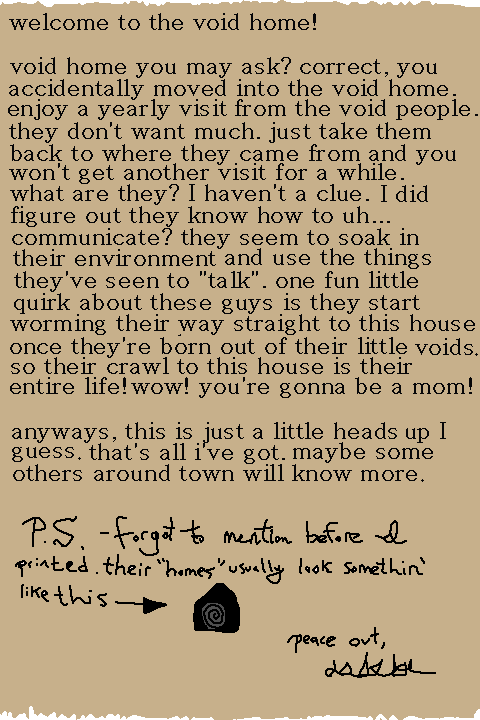 welcome to the void home!
void home you may ask? correct, you
accidentally moved into the void home.
enjoy a yearly visit from the void people.
they don't want much. just take them
back to where they came from and you
won't get another visit for a while.
what are they? I haven't a clue. I did
figure out they know how to uh...
communicate? they seem to soak in
their environment and use the things
they've seen to "talk". one fun little
quirk about these guys is they start
worming their way straight to this house
once they're born out of their little voids.
so their crawl to this house is their
entire life! wow! you're gonna be a mom!
anyways, this is just a little heads up I
guess. that's all i've got. maybe some
others around town will know more.
P.S. -forgot to mention before I
printed. their "homes" usually look somethin'
like this
peace out,